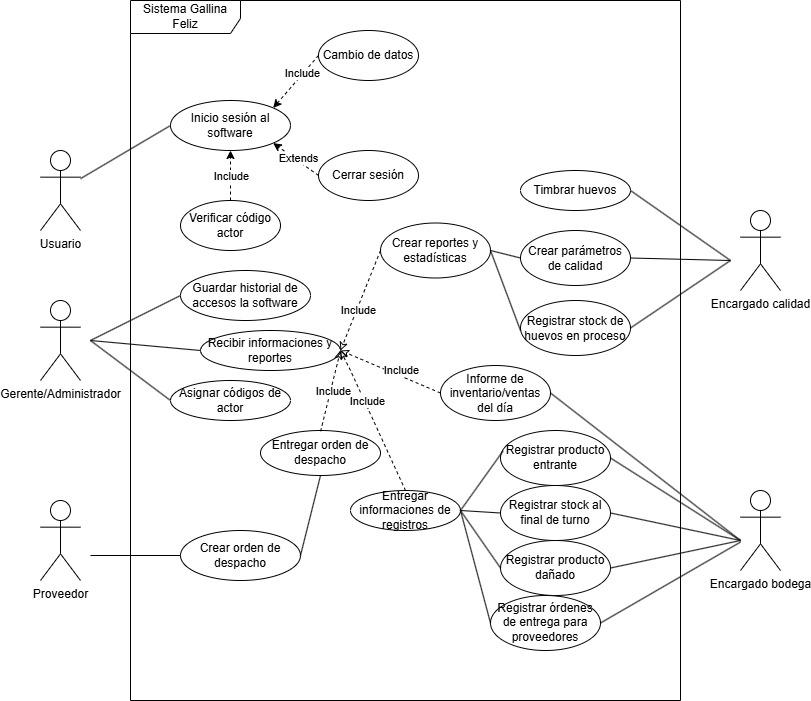 Sistema Gallina
Feliz
Cambio de datos
Include
Inicio sesión al
software
Extends
Cerrar sesión
Include
Verificar código
actor
Usuario
Timbrar huevos
Crear reportes y
estadísticas
Crear parámetros
de calidad
Encargado calidad
Registrar stock de
huevos en proceso
Guardar historial de
accesos la software
Include
Recibir informaciones y
reportes
Gerente/Administrador
Asignar códigos de
actor
Include
Include
Include
Informe de
inventario/ventas
del día
Entregar orden de
despacho
Registrar producto
entrante
Entregar
informaciones de
registros
Registrar stock al
final de turno
Crear orden de
despacho
Proveedor
Registrar producto
dañado
Encargado bodega
Registrar órdenes
de entrega para
proveedores